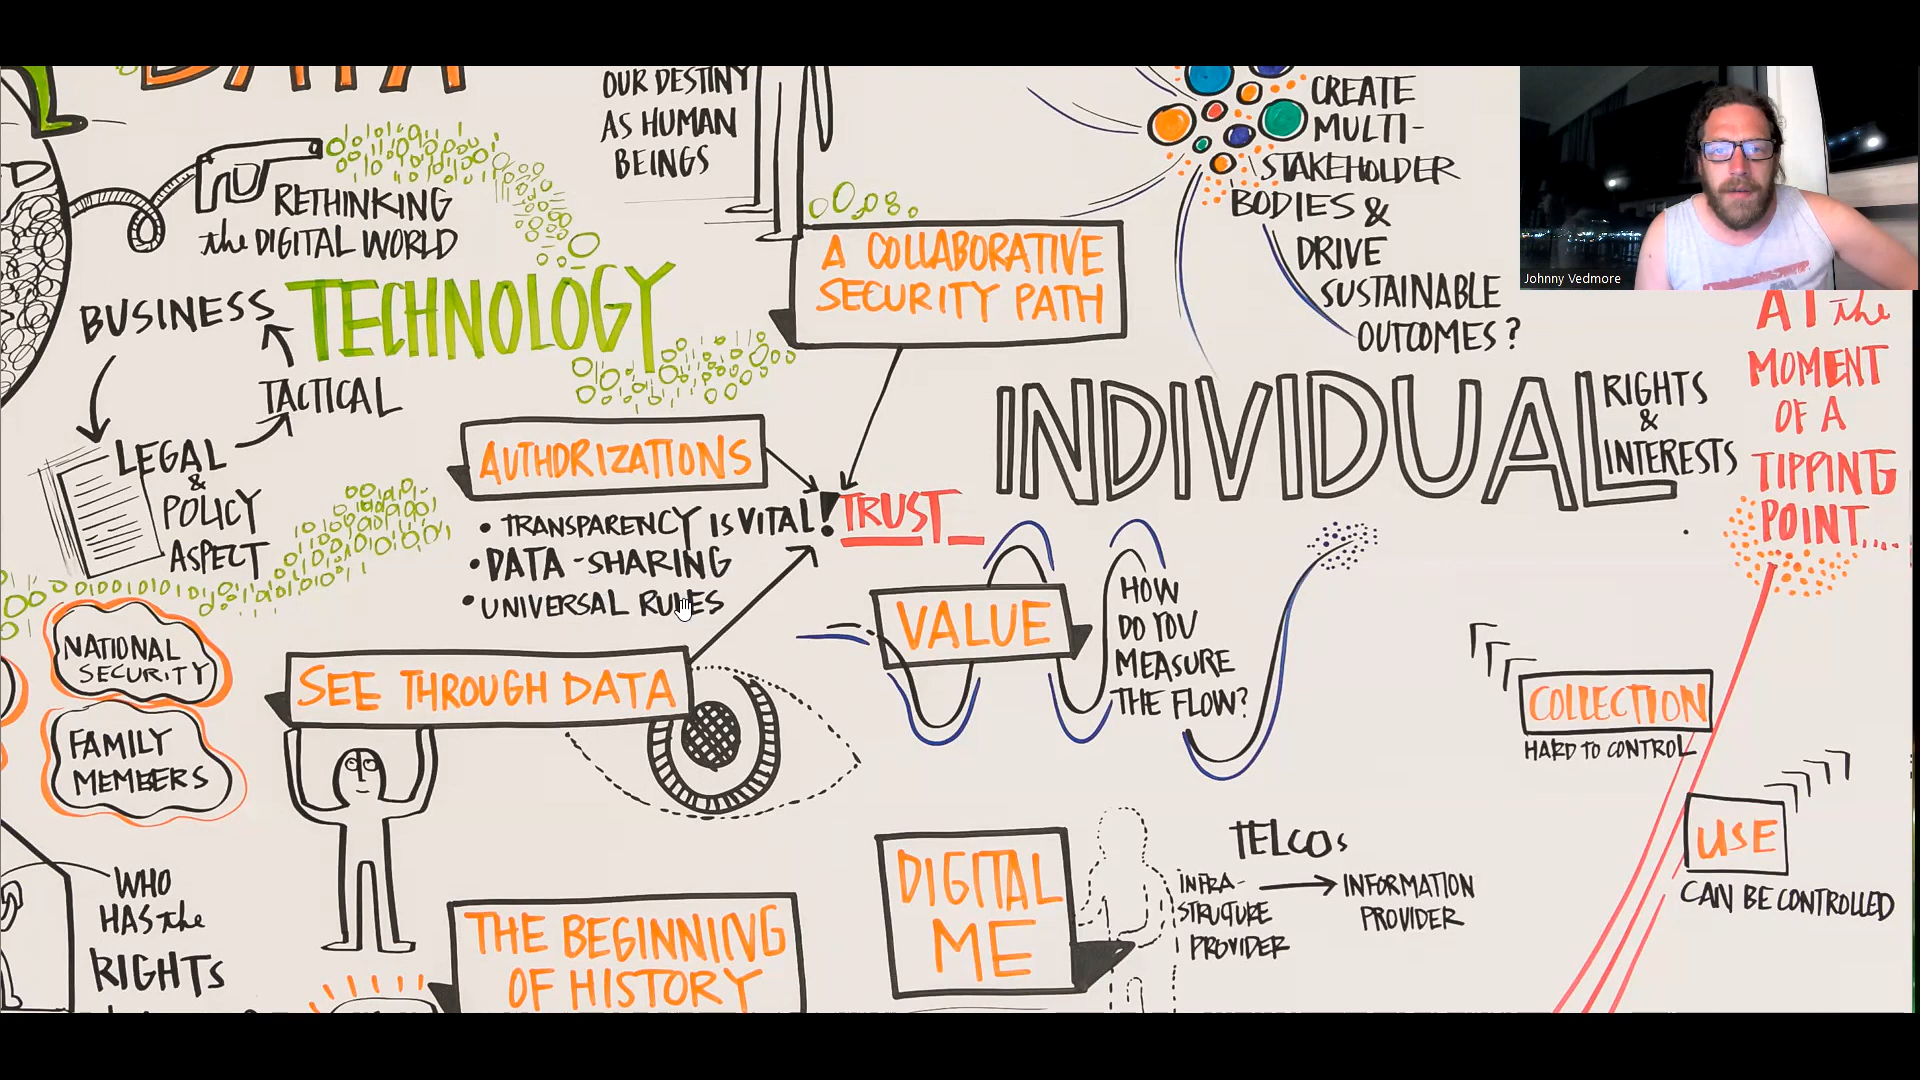 DATA
OUR DESTINY
AS HUMAN
BEINGS
CREATE
MULTI-
STAKEHOLDER
BODIES &
DRIVE
SUSTAINABLE
OUTCOMES?
Johnny Vedmore
RETHINKING
the DIGITAL WORLD
A COLLABORATIVE
SECURITY PATH
BUSINESS
TECHNOLOGY
TACTICAL
LEGAL
&
POLICY
ASPECT
AUTHORIZATIONS
• TRANSPARENCY IS VITAL!
• DATA-SHARING
• UNIVERSAL RULES
TRUST
INDIVIDUAL
RIGHTS
&
INTERESTS
AT the
MOMENT
OF A
TIPPING
POINT....
NATIONAL
SECURITY
FAMILY
MEMBERS
SEE THROUGH DATA
VALUE
HOW
DO YOU
MEASURE
THE FLOW?
COLLECTION
HARD TO CONTROL
USE
CAN BE CONTROLLED
WHO
HAS the
RIGHTS
THE BEGINNING
OF HISTORY
DIGITAL
ME
TELCOs
INFRA-
STRUCTURE
PROVIDER
INFORMATION
PROVIDER